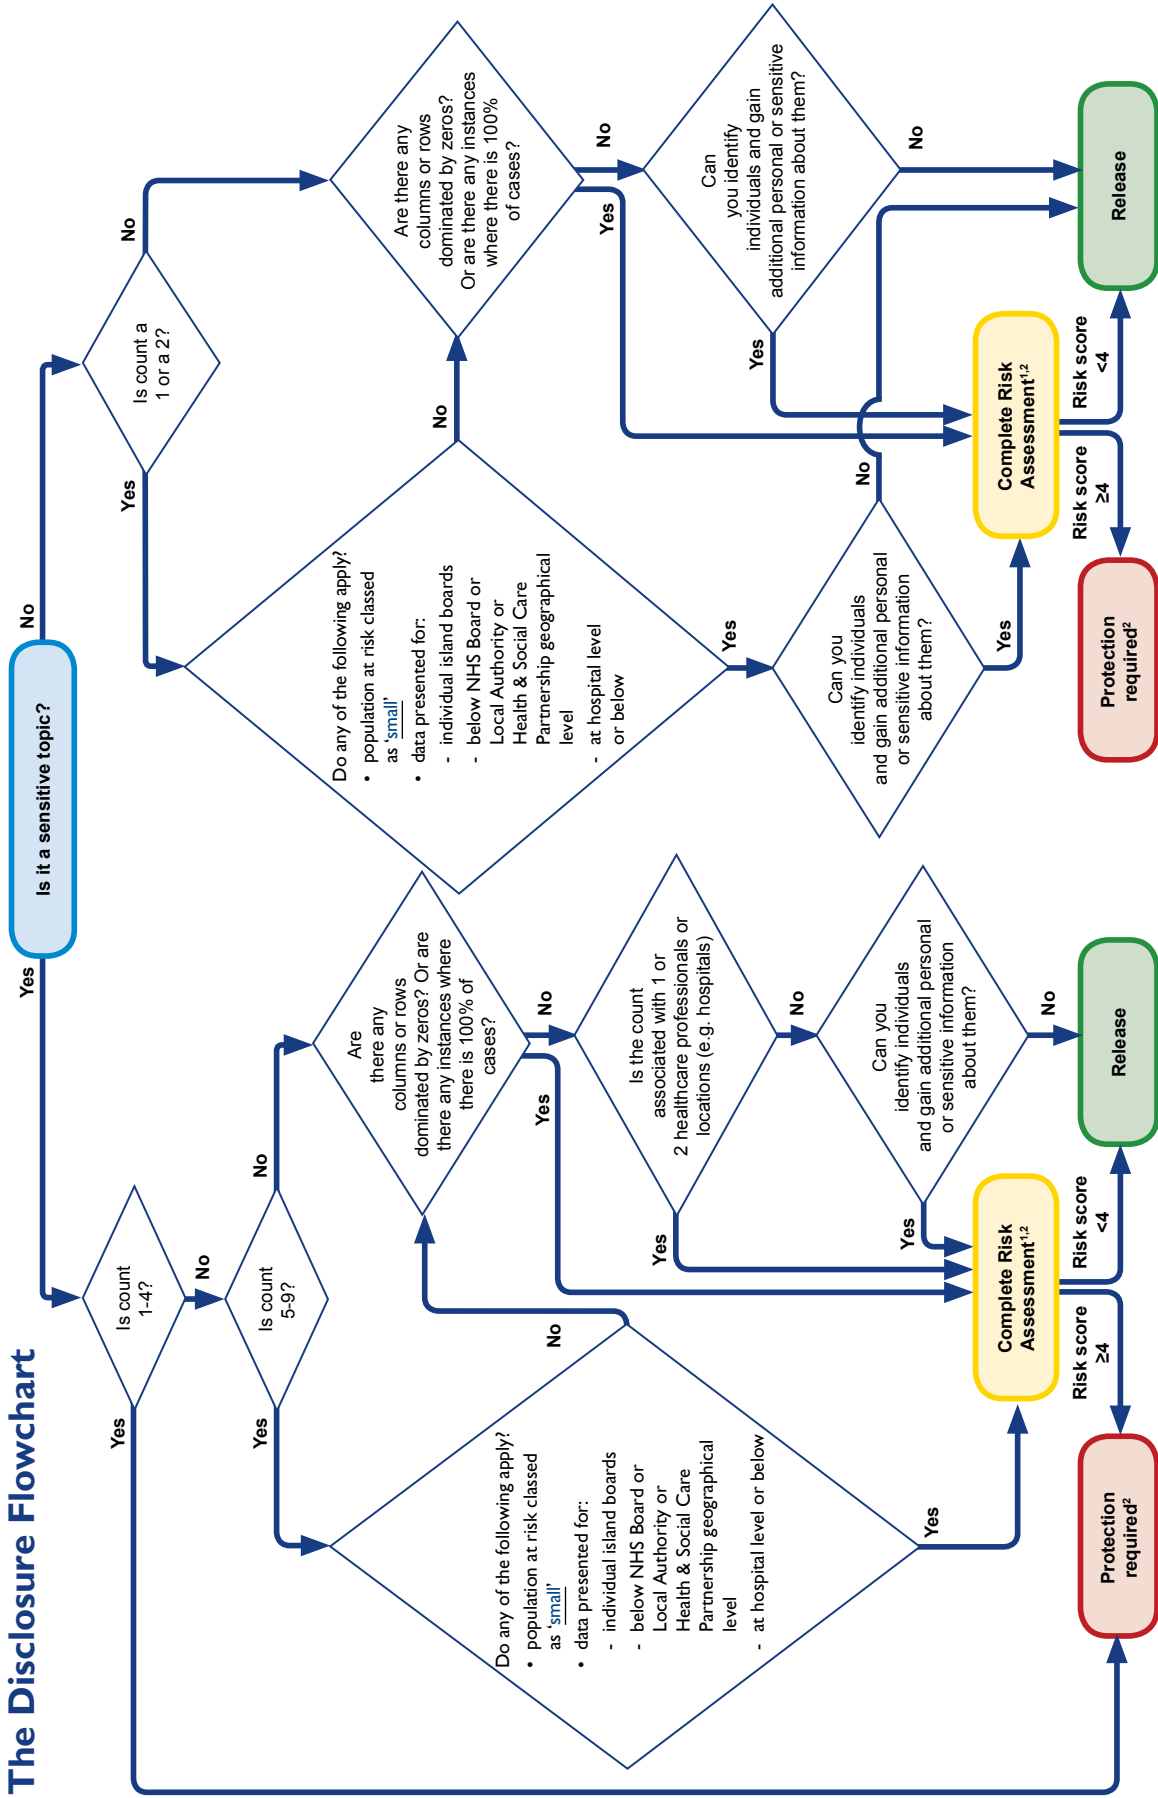 The Disclosure Flowchart
Is it a sensitive topic?
Yes
No
Is count
1-4?
Yes
No
Is count
5-9?
Yes
No
Do any of the following apply?
• population at risk classed
as ‘small’
• data presented for:
- individual island boards
- below NHS Board or
Local Authority or
Health & Social Care
Partnership geographical
level
- at hospital level or below
No
Yes
Are
there any
columns or rows
dominated by zeros? Or are
there any instances where
there is 100% of
cases?
Yes
No
Is the count
associated with 1 or
2 healthcare professionals or
locations (e.g. hospitals)
Yes
No
Can you
identify individuals
and gain additional personal
or sensitive information
about them?
Yes
No
Complete Risk
Assessment1,2
Risk score
≥4
Risk score
<4
Protection
required2
Release
Is count a
1 or a 2?
Yes
No
Do any of the following apply?
• population at risk classed
as ‘small’
• data presented for:
- individual island boards
- below NHS Board or
Local Authority or
Health & Social Care
Partnership geographical
level
- at hospital level
or below
No
Yes
Are there any
columns or rows
dominated by zeros?
Or are there any instances
where there is 100%
of cases?
Yes
No
Can you
identify individuals
and gain additional personal
or sensitive information
about them?
No
Yes
Can
you identify
individuals and gain
additional personal or sensitive
information about them?
Yes
No
Complete Risk
Assessment1,2
Risk score
≥4
Risk score
<4
Protection
required2
Release